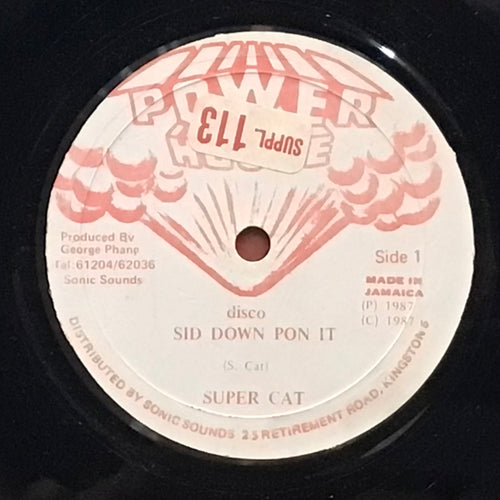 POWER
HOUSE
SUPPL 113
Produced By
George Phang
Tel:61204/62036
Sonic Sounds
Side 1
MADE IN
JAMAICA
(P) 1987
(C) 1987
disco
SID DOWN PON IT
(S. Cat)
SUPER CAT
DISTRIBUTED BY SONIC SOUNDS 25 RETIREMENT ROAD, KINGSTON 5